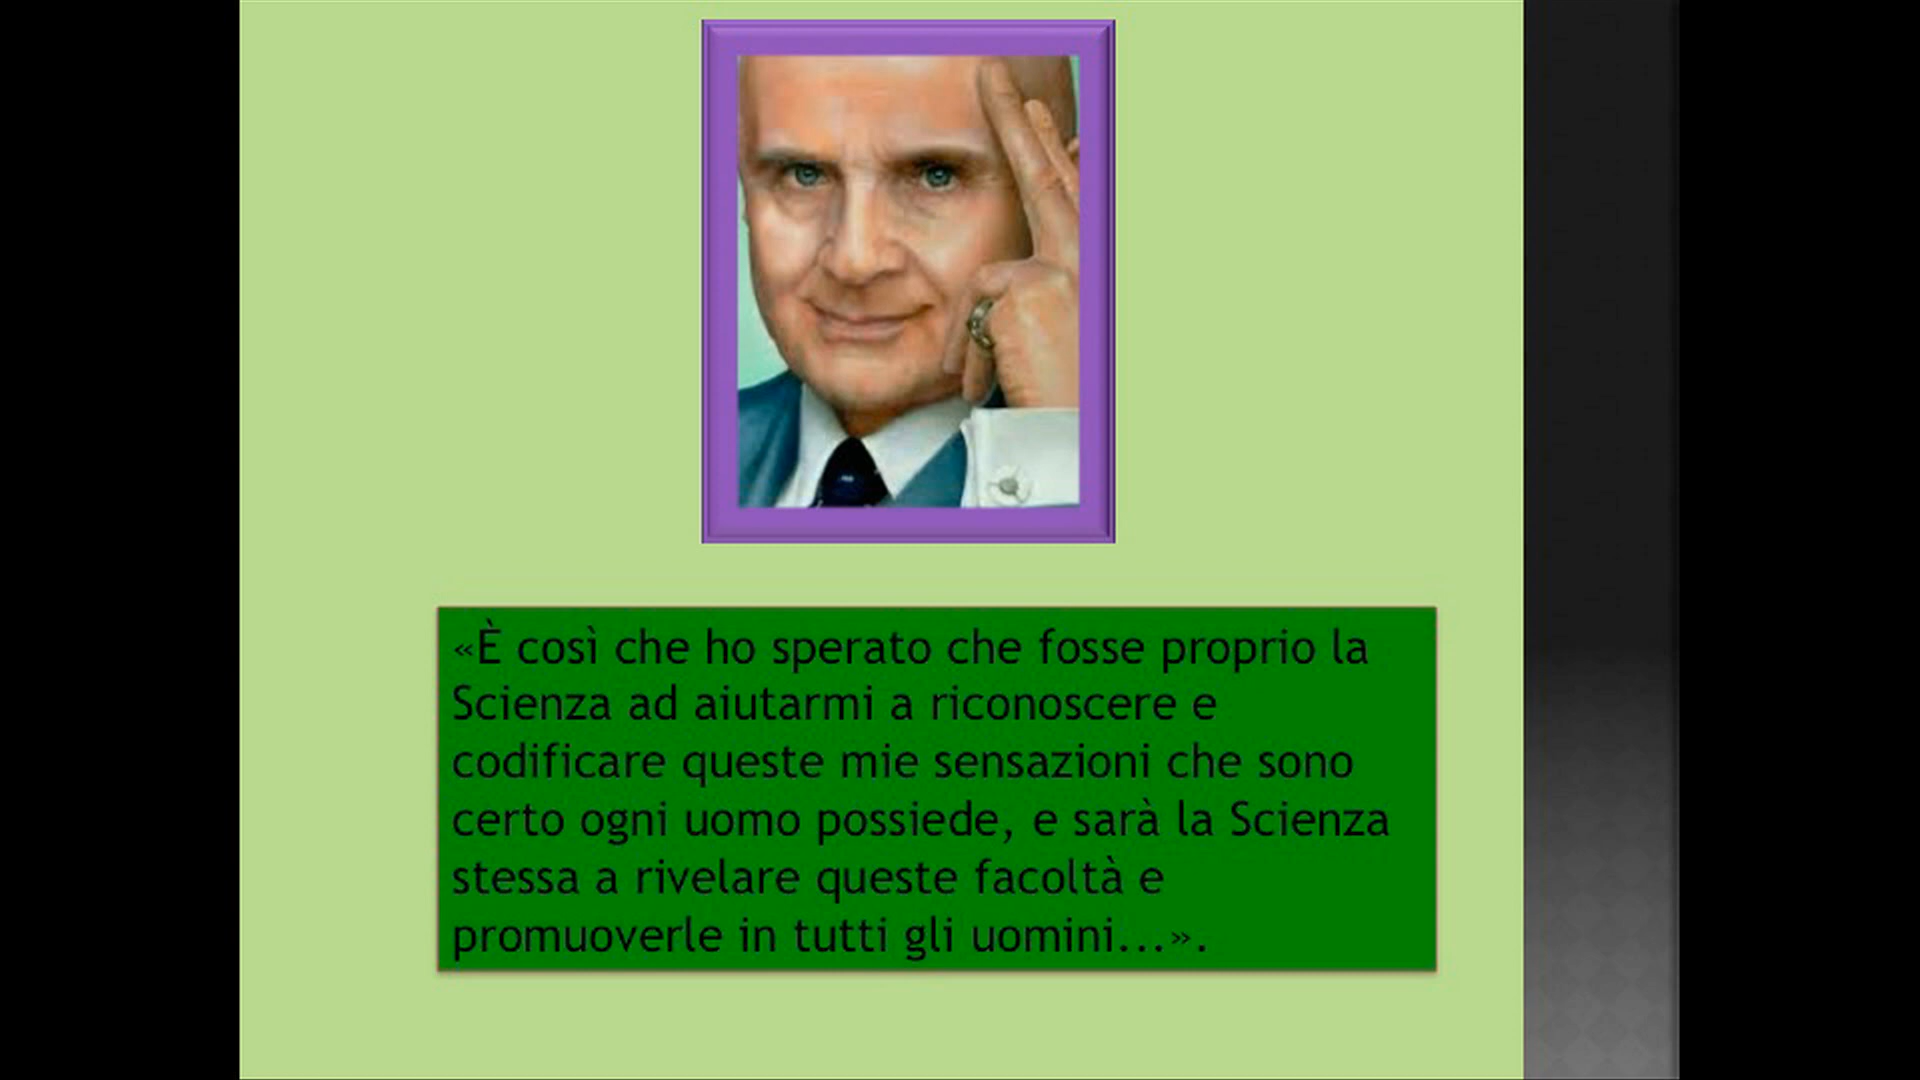 «È così che ho sperato che fosse proprio la
Scienza ad aiutarmi a riconoscere e
codificare queste mie sensazioni che sono
certo ogni uomo possiede, e sarà la Scienza
stessa a rivelare queste facoltà e
promuoverle in tutti gli uomini...».